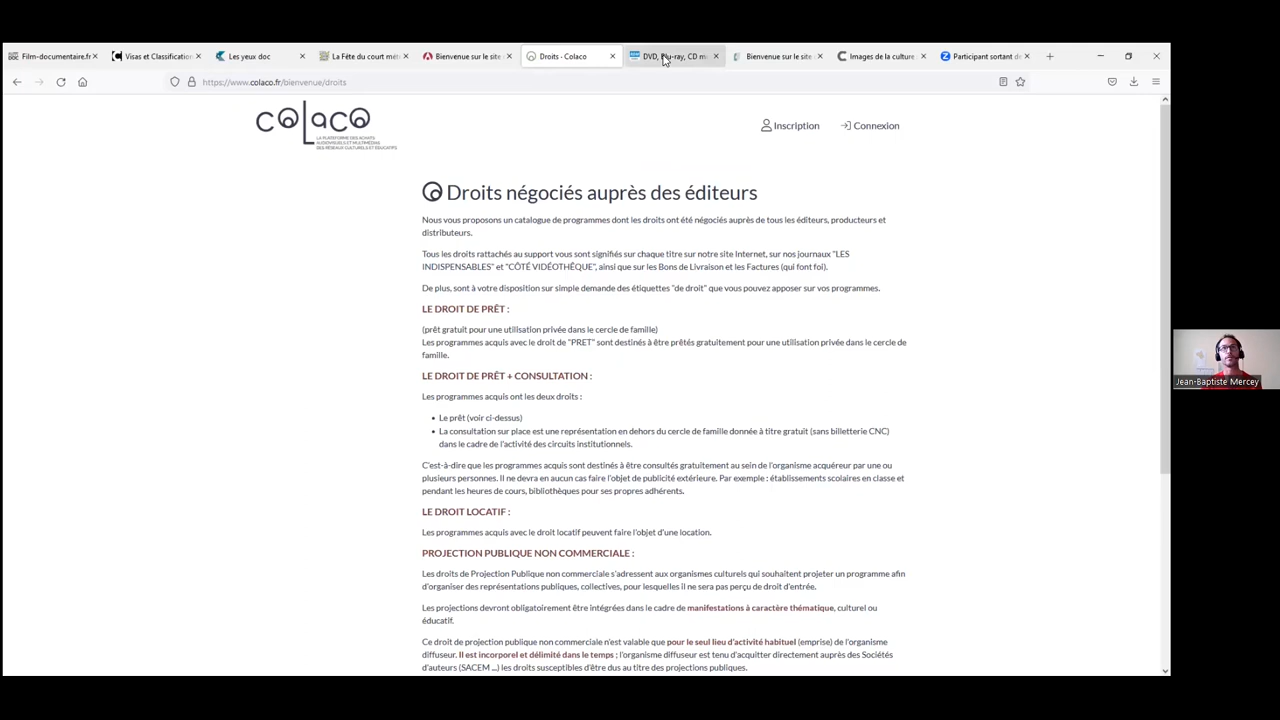 Film-documentaire.fr
Visas et Classification
Les yeux doc
La Fête du court mét
Bienvenue sur le site
Droits - Colaco
DVD, Blu-ray, CD m
Bienvenue sur le site
Images de la culture
Participant sortant de
https://www.colaco.fr/bienvenue/droits
colaco
LA PLATEFORME DES ACHATS
AUDIOVISUELS ET MULTIMÉDIAS
DES RÉSEAUX CULTURELS ET ÉDUCATIFS
Inscription
Connexion
Droits négociés auprès des éditeurs
Nous vous proposons un catalogue de programmes dont les droits ont été négociés auprès de tous les éditeurs, producteurs et
distributeurs.
Tous les droits rattachés au support vous sont signifiés sur chaque titre sur notre site Internet, sur nos journaux "LES
INDISPENSABLES" et "CÔTÉ VIDÉOTHÊQUE", ainsi que sur les Bons de Livraison et les Factures (qui font foi).
De plus, sont à votre disposition sur simple demande des étiquettes "de droit" que vous pouvez apposer sur vos programmes.
LE DROIT DE PRÊT :
(prêt gratuit pour une utilisation privée dans le cercle de famille)
Les programmes acquis avec le droit de "PRET" sont destinés à être prêtés gratuitement pour une utilisation privée dans le cercle de
famille.
LE DROIT DE PRÊT + CONSULTATION :
Les programmes acquis ont les deux droits :
• Le prêt (voir ci-dessus)
• La consultation sur place est une représentation en dehors du cercle de famille donnée à titre gratuit (sans billetterie CNC)
dans le cadre de l'activité des circuits institutionnels.
C'est-à-dire que les programmes acquis sont destinés à être consultés gratuitement au sein de l'organisme acquéreur par une ou
plusieurs personnes. Il ne devra en aucun cas faire l'objet de publicité extérieure. Par exemple : établissements scolaires en classe et
pendant les heures de cours, bibliothèques pour ses propres adhérents.
LE DROIT LOCATIF :
Les programmes acquis avec le droit locatif peuvent faire l'objet d'une location.
PROJECTION PUBLIQUE NON COMMERCIALE :
Les droits de Projection Publique non commerciale s'adressent aux organismes culturels qui souhaitent projeter un programme afin
d'organiser des représentations publiques, collectives, pour lesquelles il ne sera pas perçu de droit d'entrée.
Les projections devront obligatoirement être intégrées dans le cadre de manifestations à caractère thématique, culturel ou
éducatif.
Ce droit de projection publique non commerciale n'est valable que pour le seul lieu d'activité habituel (emprise) de l'organisme
diffuseur. Il est incorporel et délimité dans le temps ; l'organisme diffuseur est tenu d'acquitter directement auprès des Sociétés
d'auteurs (SACEM ...) les droits susceptibles d'être dus au titre des projections publiques.
Jean-Baptiste Mercey